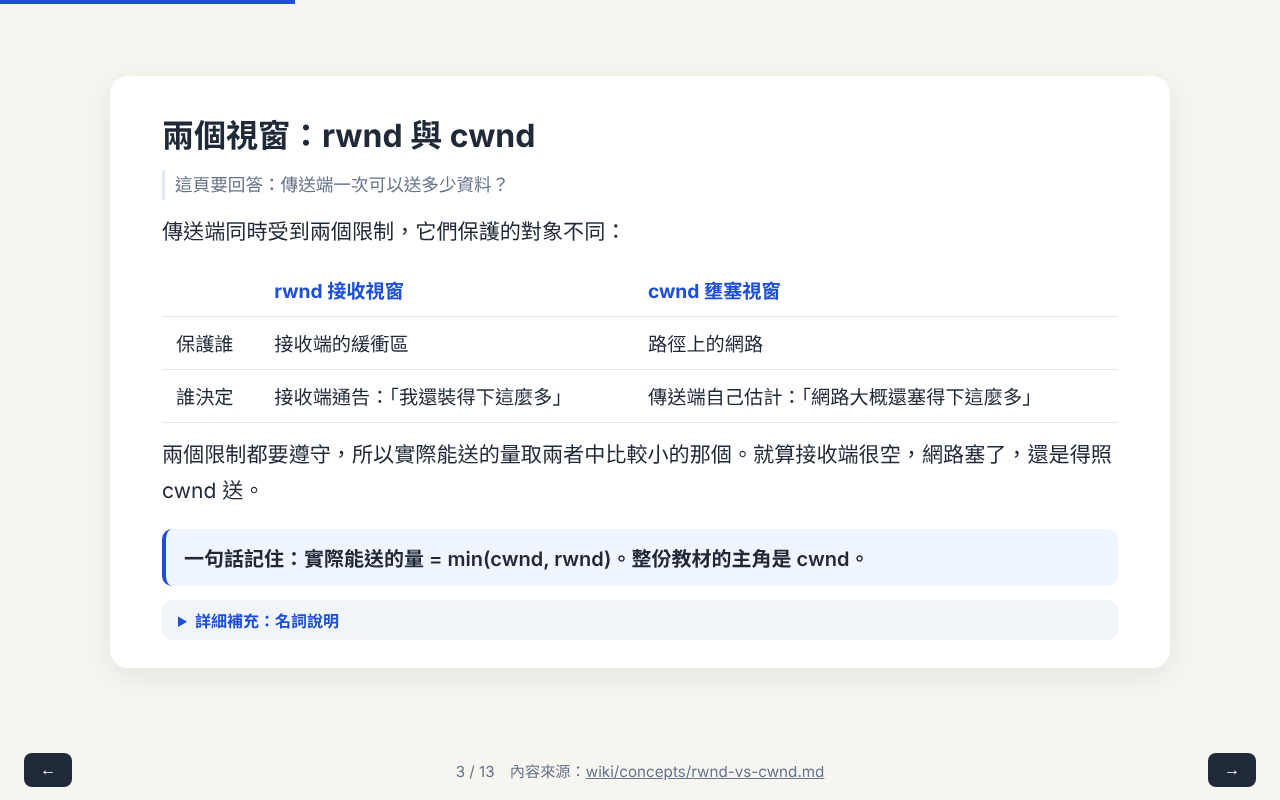 兩個視窗：rwnd 與 cwnd
這頁要回答：傳送端一次可以送多少資料？
傳送端同時受到兩個限制，它們保護的對象不同：
rwnd 接收視窗 cwnd 壅塞視窗
保護誰 接收端的緩衝區 路徑上的網路
誰決定 接收端通告：「我還裝得下這麼多」 傳送端自己估計：「網路大概還塞得下這麼多」
兩個限制都要遵守，所以實際能送的量取兩者中比較小的那個。就算接收端很空，網路塞了，還是得照
cwnd 送。
一句話記住：實際能送的量 = min(cwnd, rwnd)。整份教材的主角是 cwnd。
▶ 詳細補充：名詞說明
← 3 / 13 內容來源：wiki/concepts/rwnd-vs-cwnd.md →